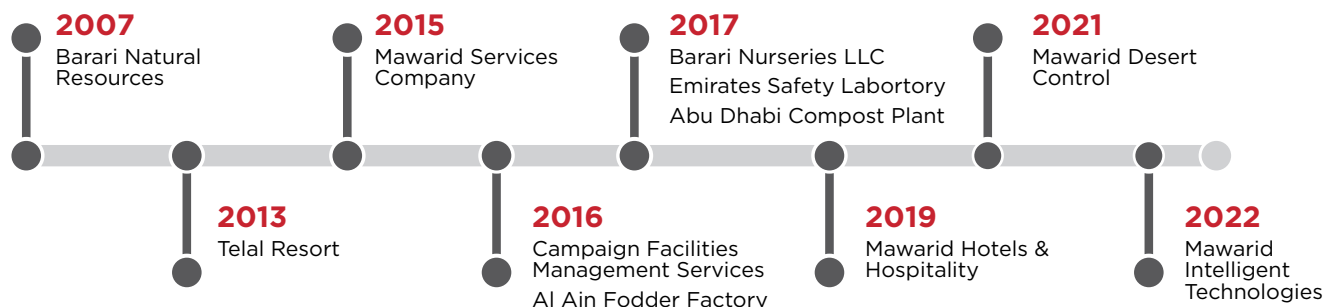 2007
Barari Natural
Resources
2013
Telal Resort
2015
Mawarid Services
Company
2016
Campaign Facilities
Management Services
Al Ain Fodder Factory
2017
Barari Nurseries LLC
Emirates Safety Labortory
Abu Dhabi Compost Plant
2019
Mawarid Hotels &
Hospitality
2021
Mawarid Desert
Control
2022
Mawarid
Intelligent
Technologies